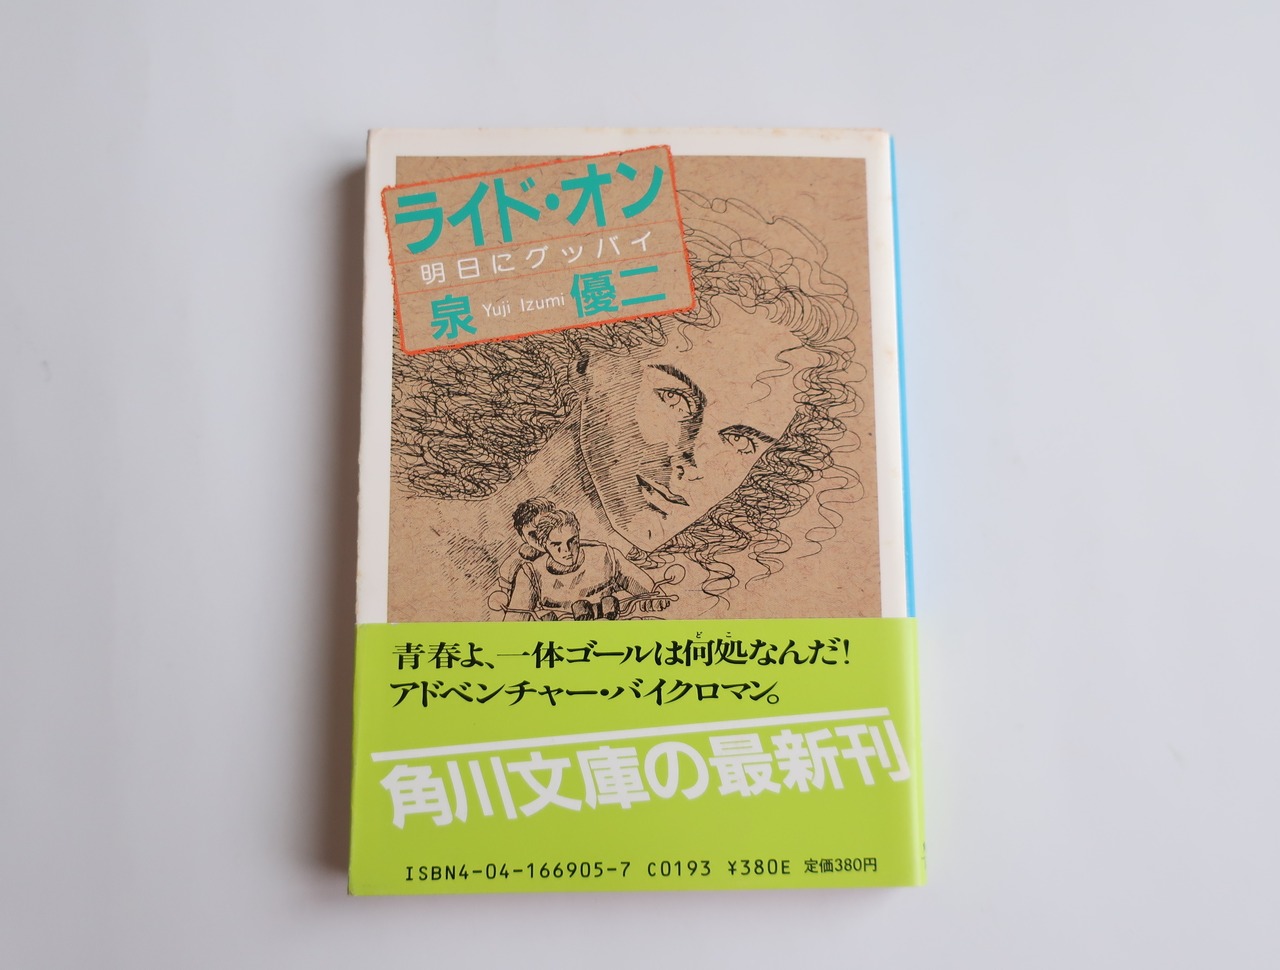 ライド・オン
明日にグッバイ
泉 Yuji Izumi 優二
青春よ、一体ゴールは何処なんだ!
どこ
アドベンチャー・バイクロマン。
角川文庫の最新刊
ISBN4-04-166905-7 C0193 ¥380E 定価380円